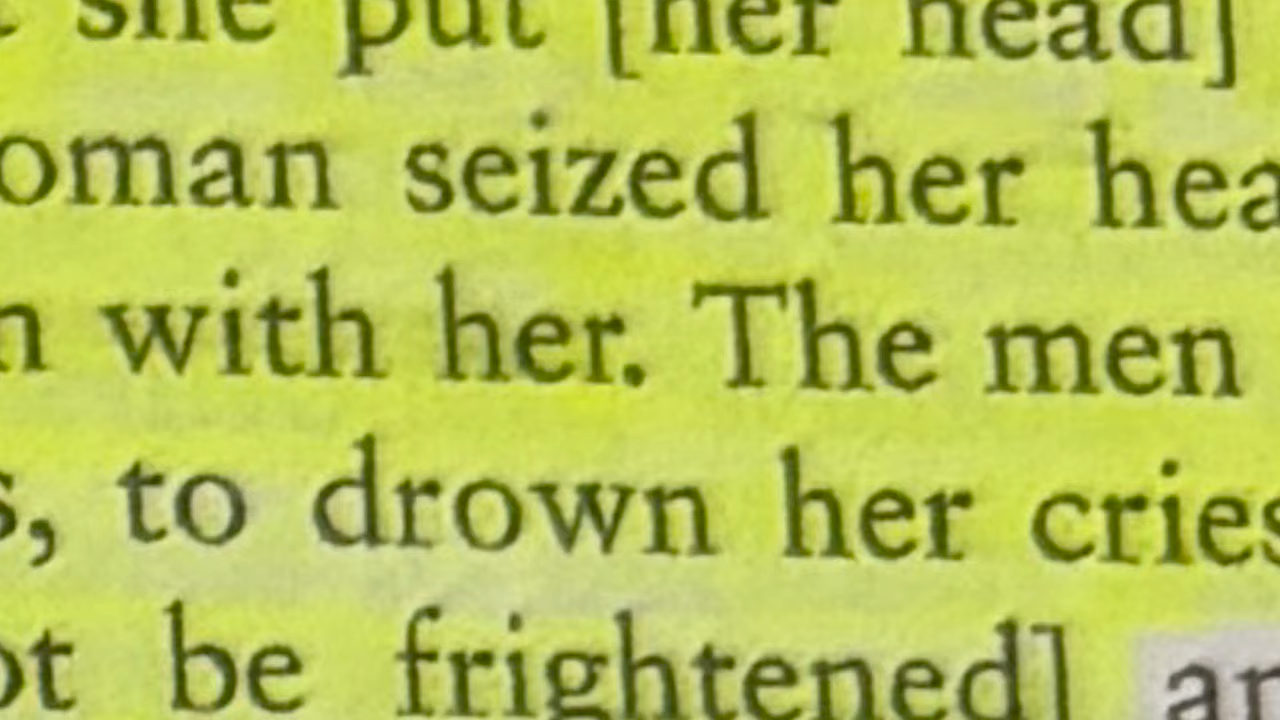 she put [her head]
oman seized her hea
n with her. The men
s, to drown her cries
ot be frightened] an